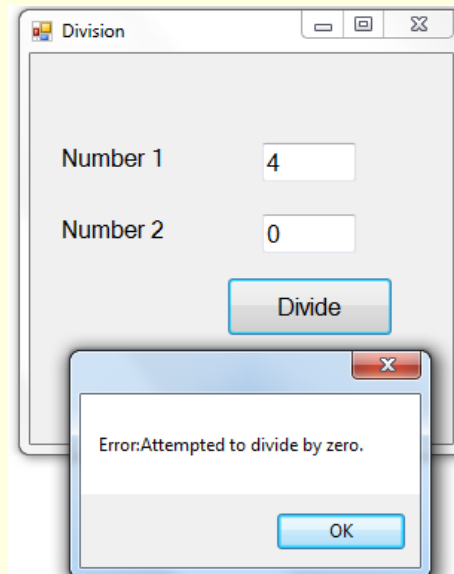 Division
Number 1 4
Number 2 0
Divide
Error:Attempted to divide by zero.
OK